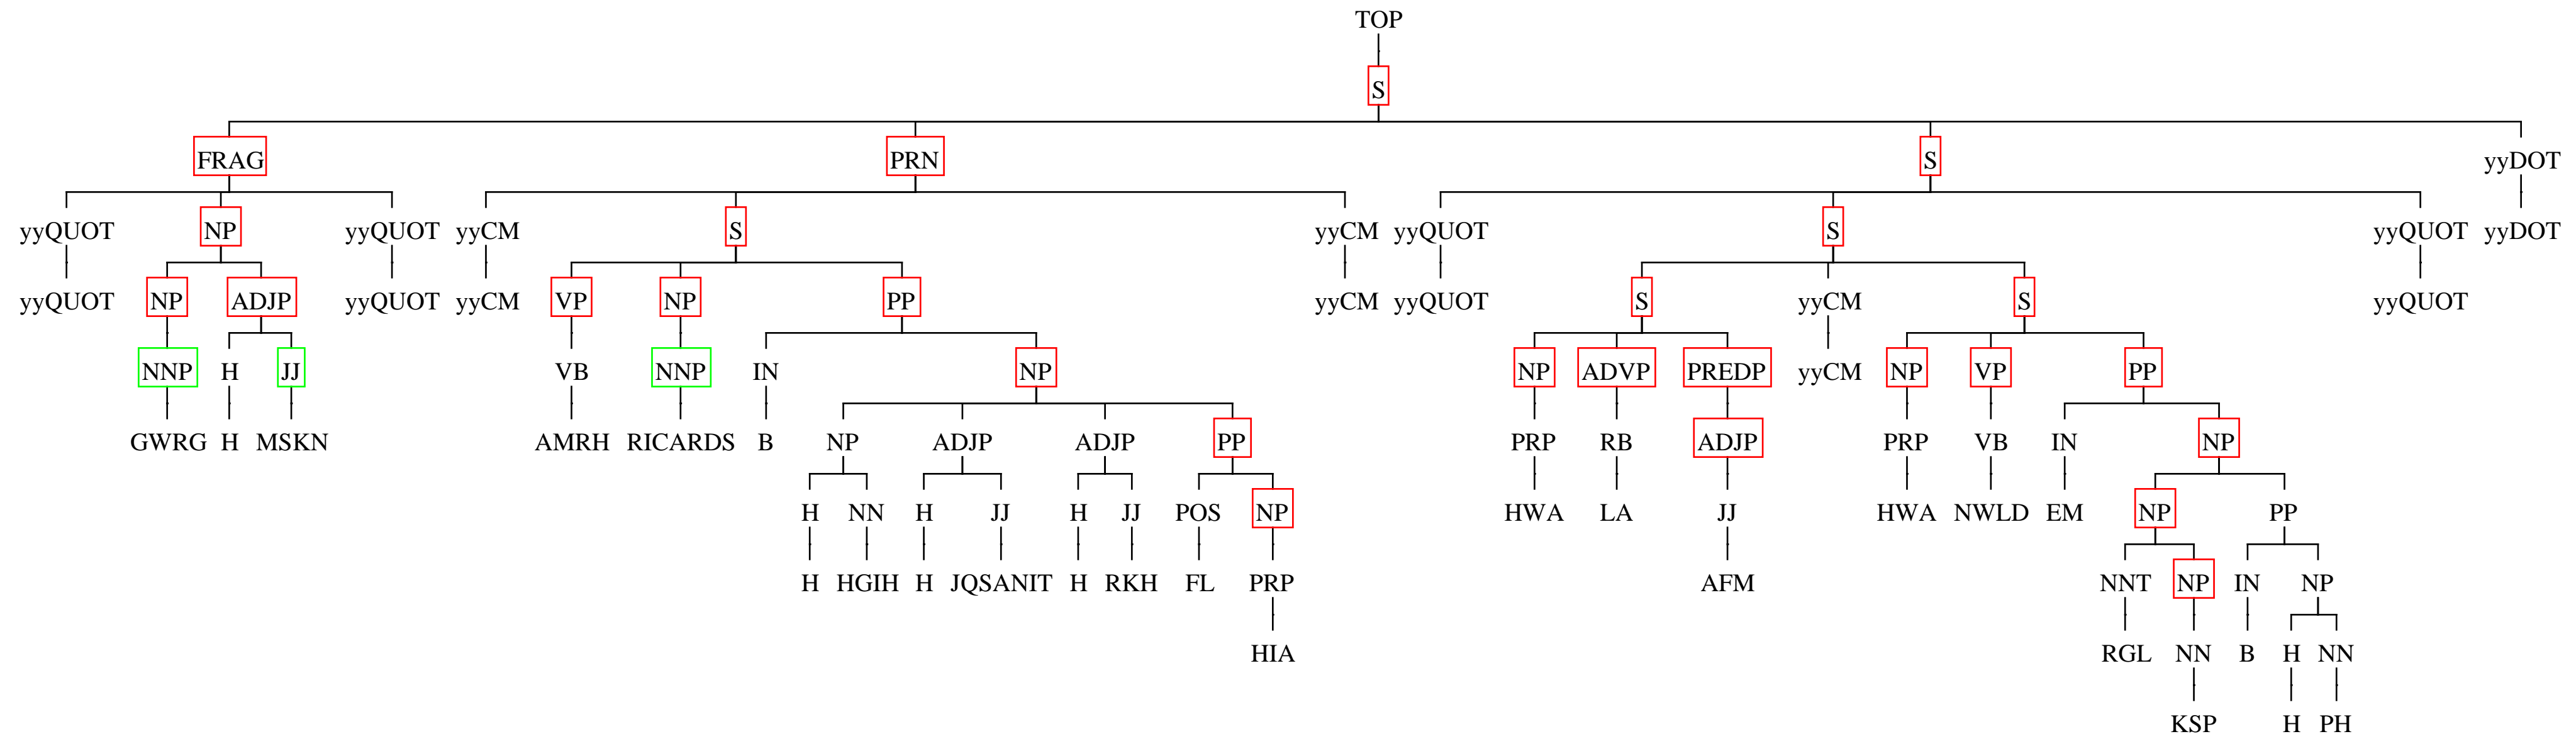 TOP
S
FRAG PRN S yyDOT
yyQUOT NP yyQUOT yyCM S yyCM yyQUOT S yyQUOT yyDOT
yyQUOT NP ADJP yyQUOT yyCM VP NP PP yyCM yyQUOT S yyCM S yyQUOT
NNP H JJ VB NNP IN NP NP ADVP PREDP yyCM NP VP PP
GWRG H MSKN AMRH RICARDS B NP ADJP ADJP PP PRP RB ADJP PRP VB IN NP
H NN H JJ H JJ POS NP HWA LA JJ HWA NWLD EM NP PP
H HGIH H JQSANIT H RKH FL PRP AFM NNT NP IN NP
HIA RGL NN B H NN
KSP H PH